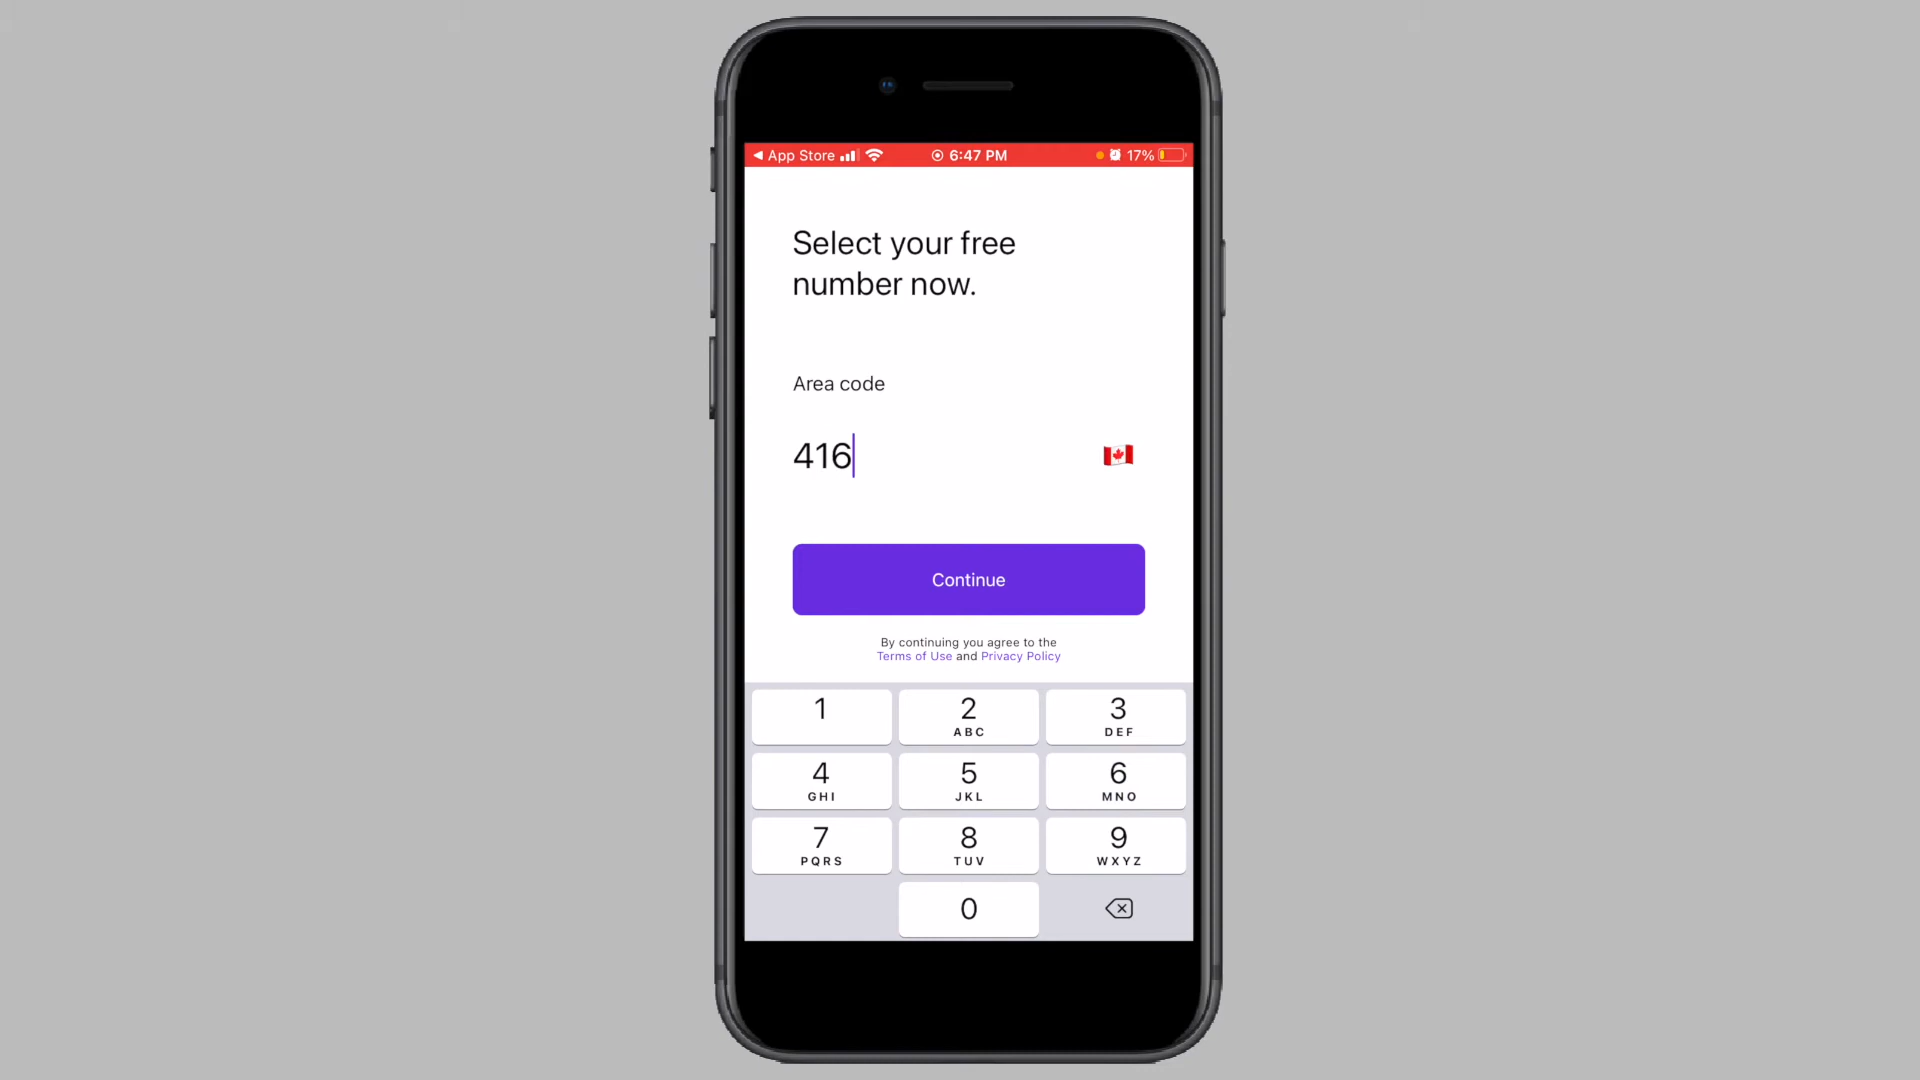 App Store 6:47 PM 17%
Select your free
number now.
Area code
416
Continue
By continuing you agree to the
Terms of Use and Privacy Policy
1 2 3
ABC DEF
4 5 6
GHI JKL MNO
7 8 9
PQRS TUV WXYZ
0